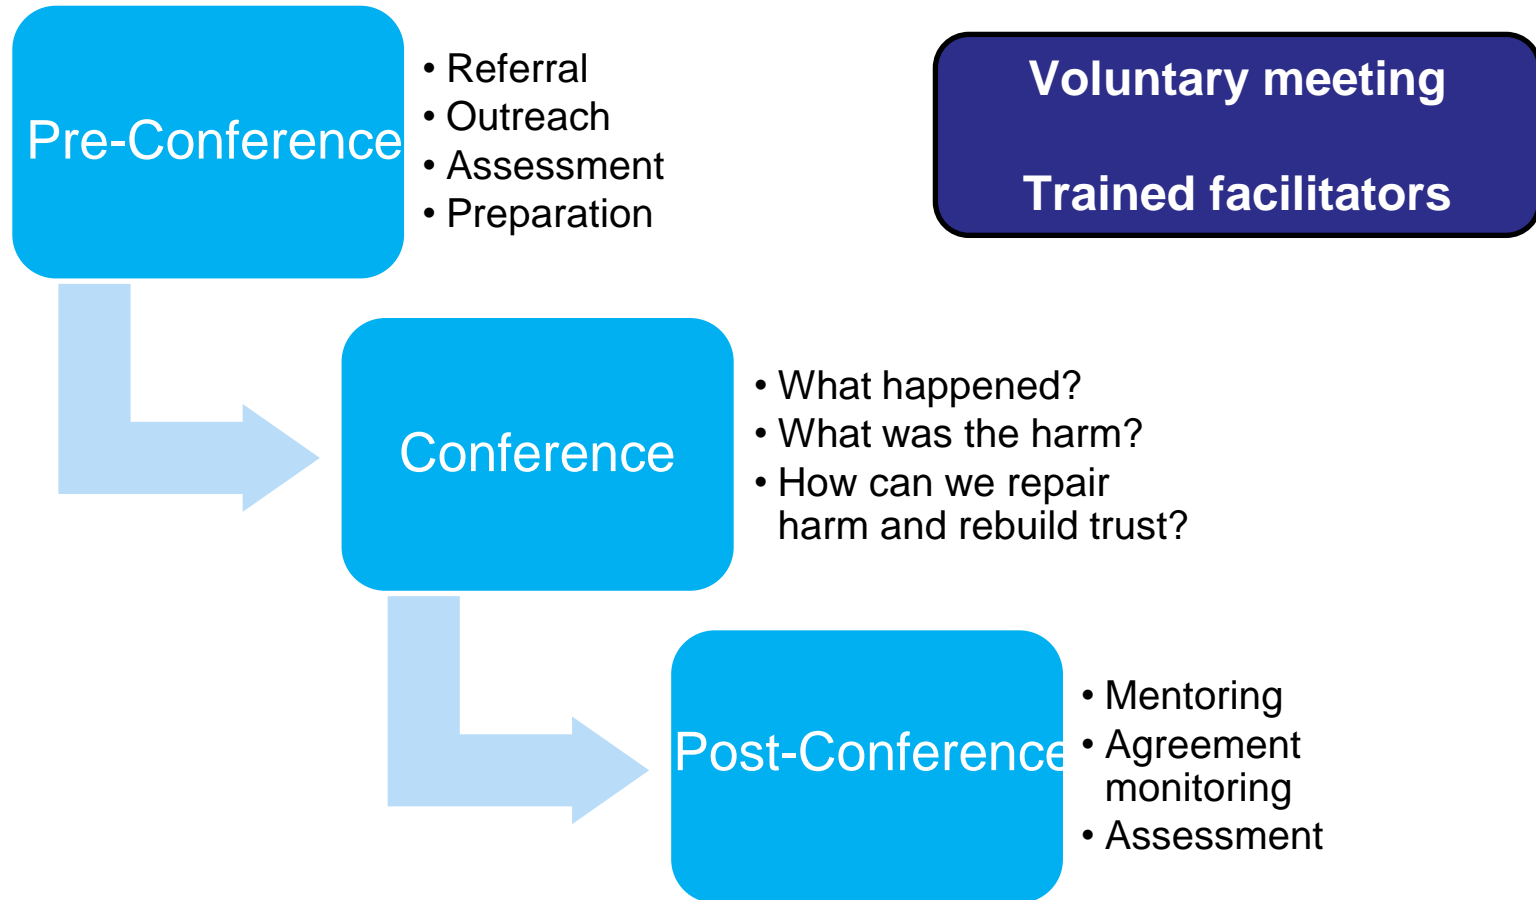 Pre-Conference
• Referral
• Outreach
• Assessment
• Preparation
Voluntary meeting
Trained facilitators
Conference
• What happened?
• What was the harm?
• How can we repair
harm and rebuild trust?
Post-Conference
• Mentoring
• Agreement
monitoring
• Assessment